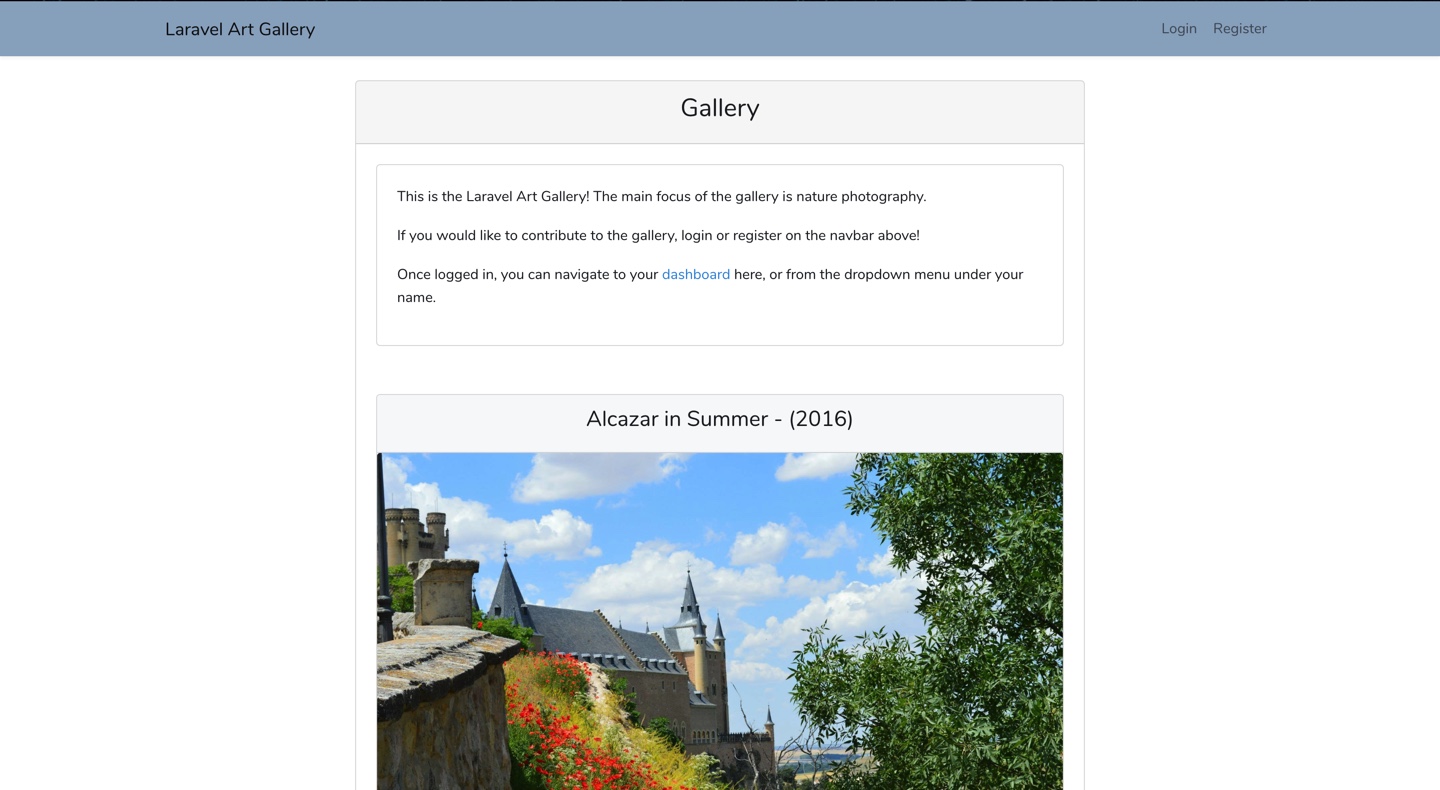 Laravel Art Gallery
Login Register
Gallery
This is the Laravel Art Gallery! The main focus of the gallery is nature photography.
If you would like to contribute to the gallery, login or register on the navbar above!
Once logged in, you can navigate to your dashboard here, or from the dropdown menu under your
name.
Alcazar in Summer - (2016)